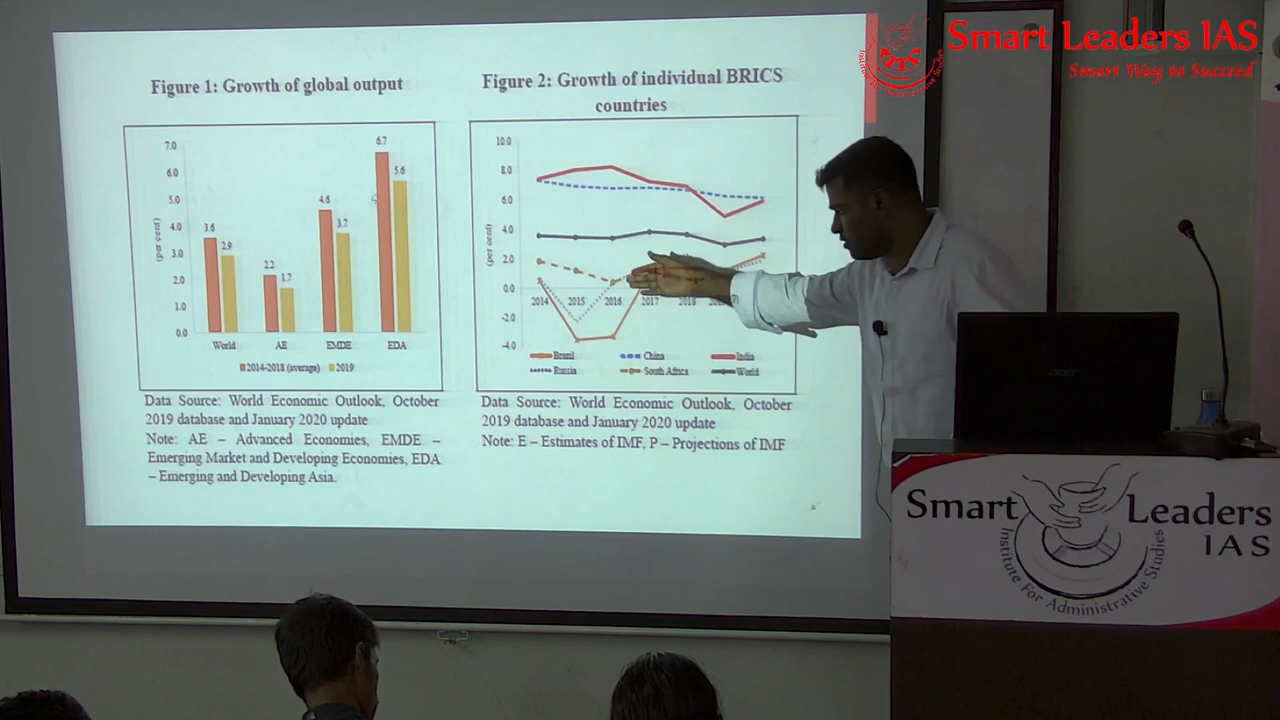 Smart Leaders IAS
Smart Way to Succeed
Figure 1: Growth of global output
7.0
6.0
5.0
4.0
3.0
2.0
1.0
0.0
(per cent)
3.6
2.9
2.2
1.7
4.6
3.7
6.7
5.6
World AE EMDE EDA
2014-2018 (average) 2019
Data Source: World Economic Outlook, October
2019 database and January 2020 update
Note: AE – Advanced Economies, EMDE –
Emerging Market and Developing Economies, EDA
– Emerging and Developing Asia.
Figure 2: Growth of individual BRICS
countries
10.0
8.0
6.0
4.0
2.0
0.0
-2.0
-4.0
(per cent)
2014 2015 2016 2017 2018
Brazil China India
Russia South Africa World
Data Source: World Economic Outlook, October
2019 database and January 2020 update
Note: E – Estimates of IMF, P – Projections of IMF
acer
Smart Leaders
IAS
Institute For Administrative Studies